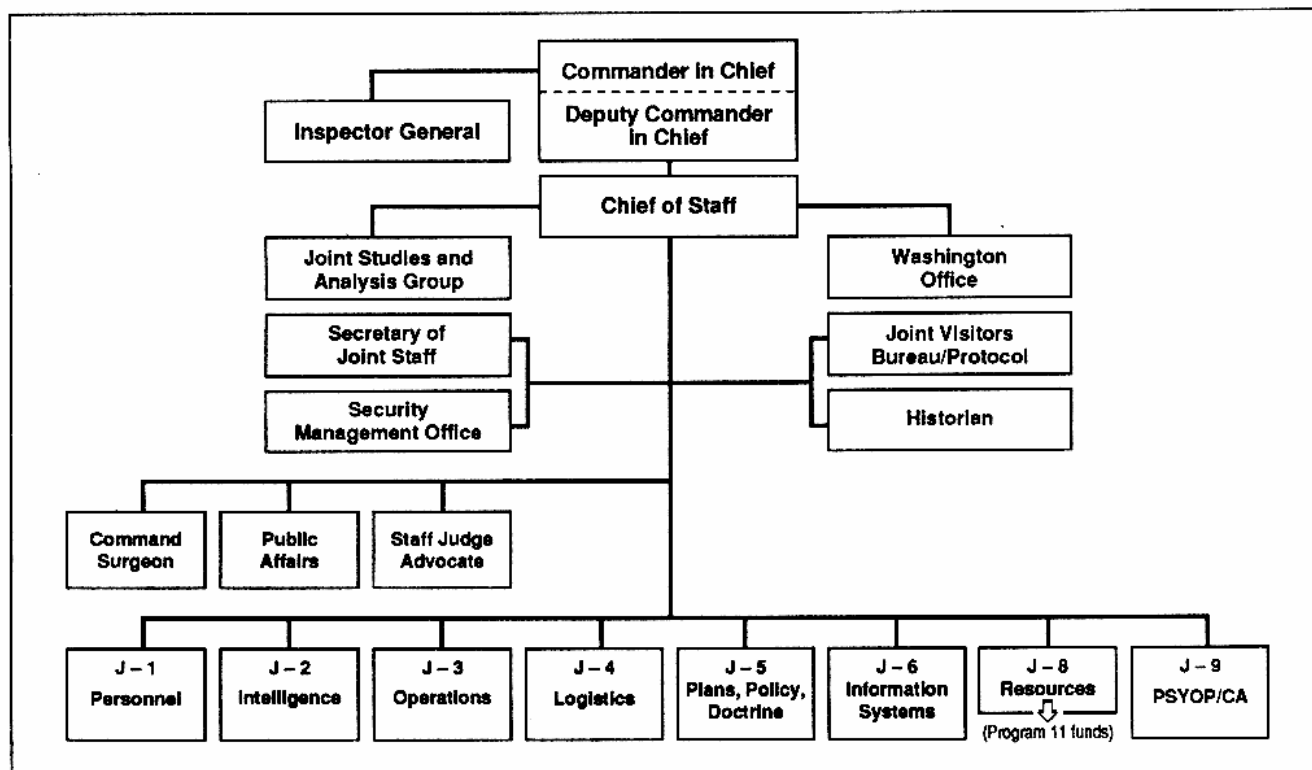 Commander in Chief
Deputy Commander
in Chief
Inspector General
Chief of Staff
Joint Studies and
Analysis Group
Washington
Office
Secretary of
Joint Staff
Joint Visitors
Bureau/Protocol
Security
Management Office
Historian
Command
Surgeon
Public
Affairs
Staff Judge
Advocate
J – 1
Personnel
J – 2
Intelligence
J – 3
Operations
J – 4
Logistics
J – 5
Plans, Policy,
Doctrine
J – 6
Information
Systems
J – 8
Resources
(Program 11 funds)
J – 9
PSYOP/CA